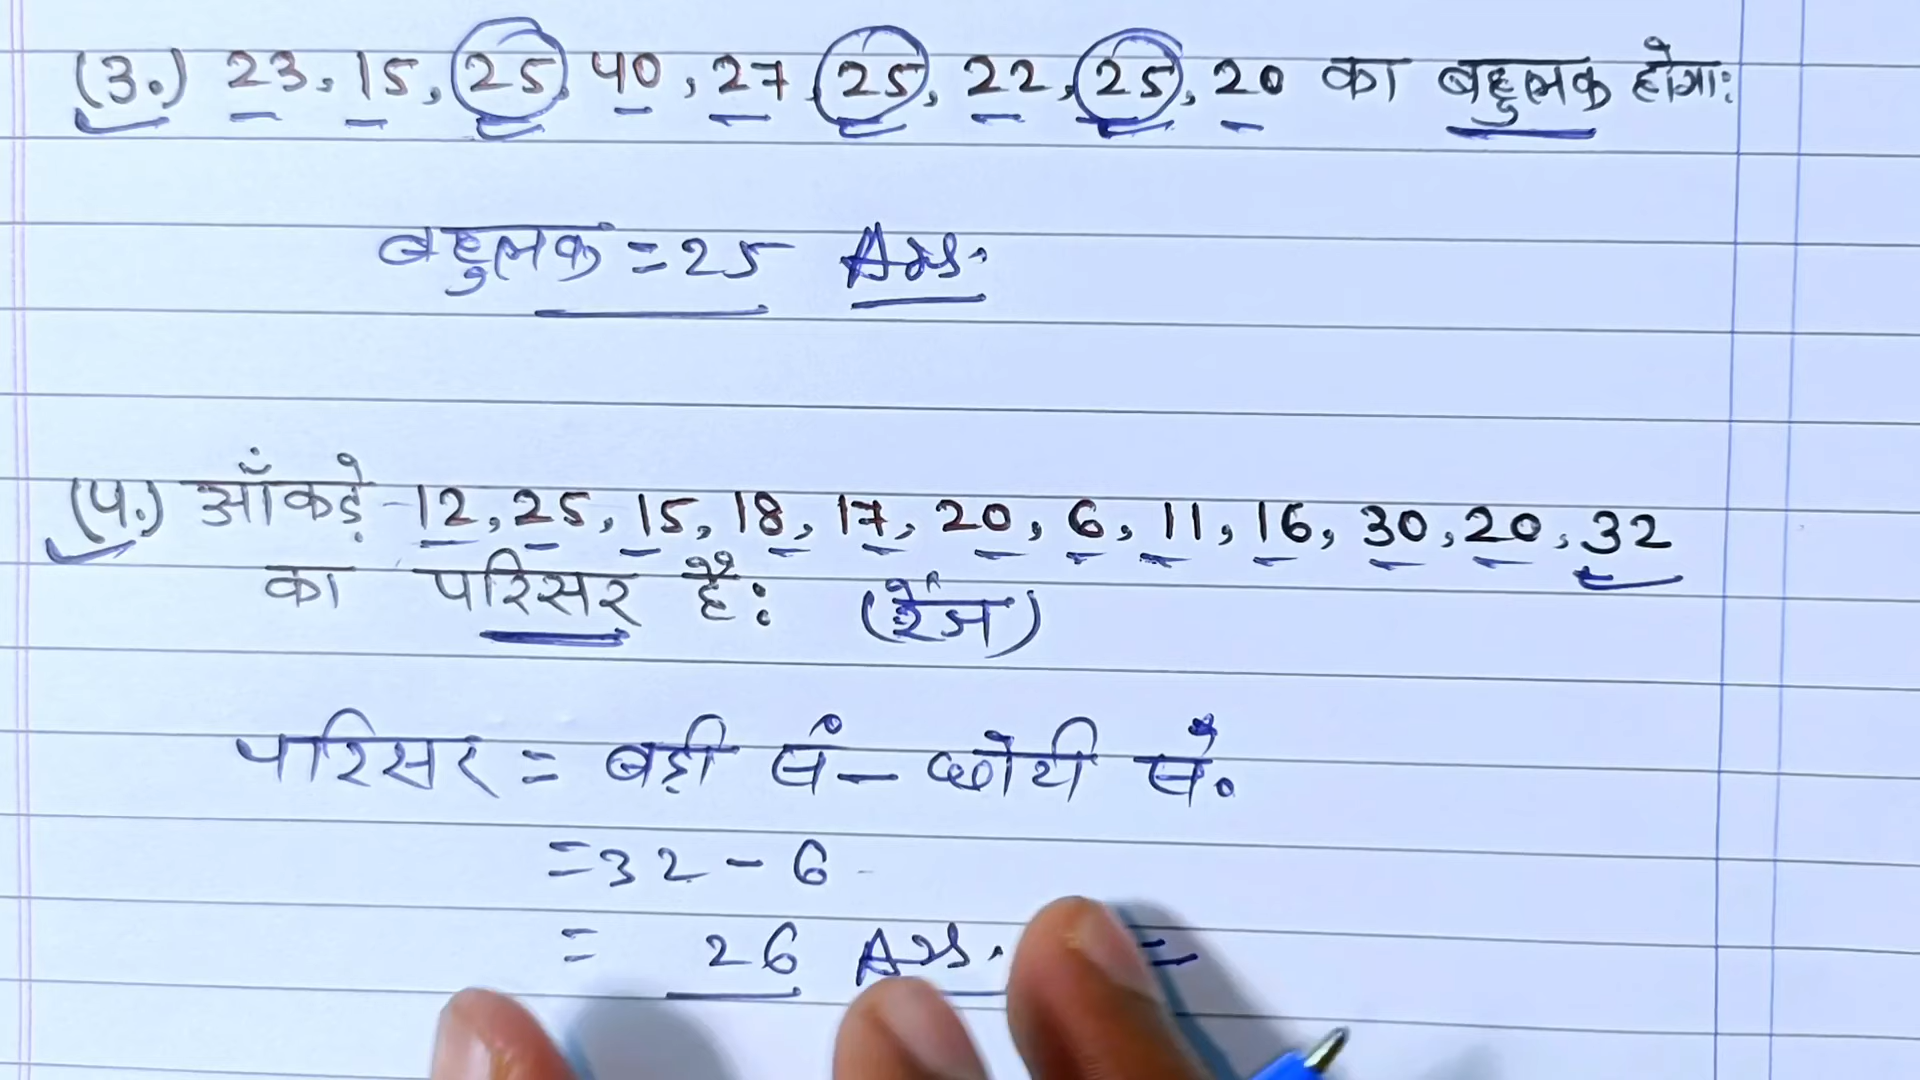 (3.) 23, 15, 25, 40, 27, 25, 22, 25, 20 का बहुलक होगा:
बहुलक = 25 Ans.
(4.) आँकड़े 12, 25, 15, 18, 17, 20, 6, 11, 16, 30, 20, 32
का परिसर है: (रेंज)
परिसर = बड़ी सं - छोटी सं.
= 32 - 6
= 26 Ans. =